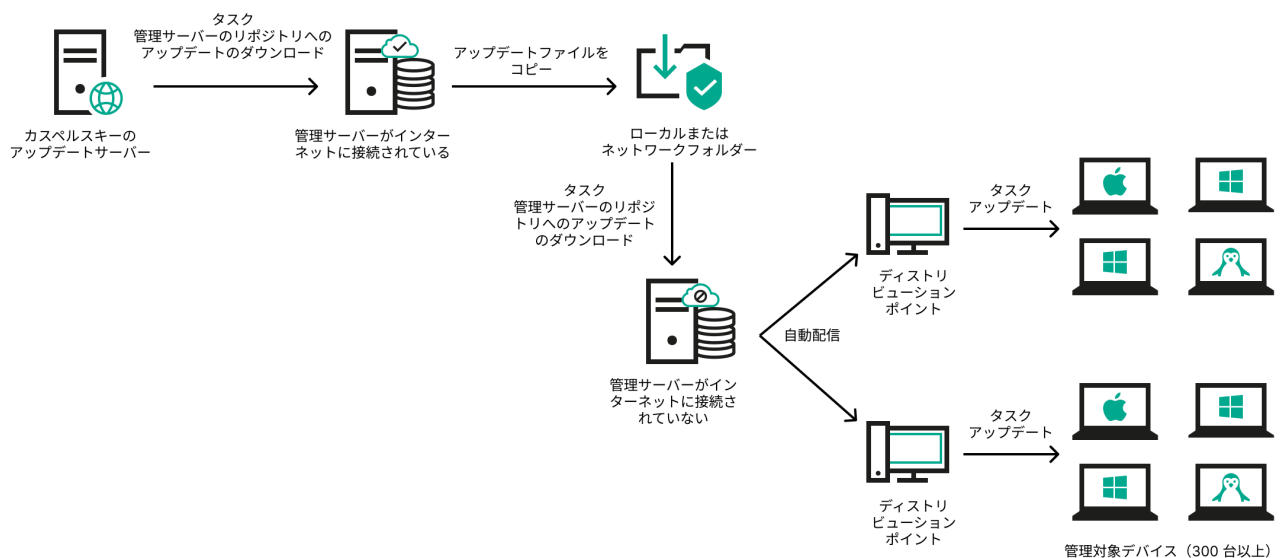 タスク
管理サーバーのリポジトリへの
アップデートのダウンロード
アップデートファイルを
コピー
カスペルスキーの
アップデートサーバー
管理サーバーがインター
ネットに接続されている
ローカルまたは
ネットワークフォルダー
タスク
管理サーバーのリポジ
トリへのアップデート
のダウンロード
タスク
アップデート
ディストリ
ビューション
ポイント
自動配信
管理サーバーがイン
ターネットに接続さ
れていない
タスク
アップデート
ディストリ
ビューション
ポイント
管理対象デバイス（300 台以上）